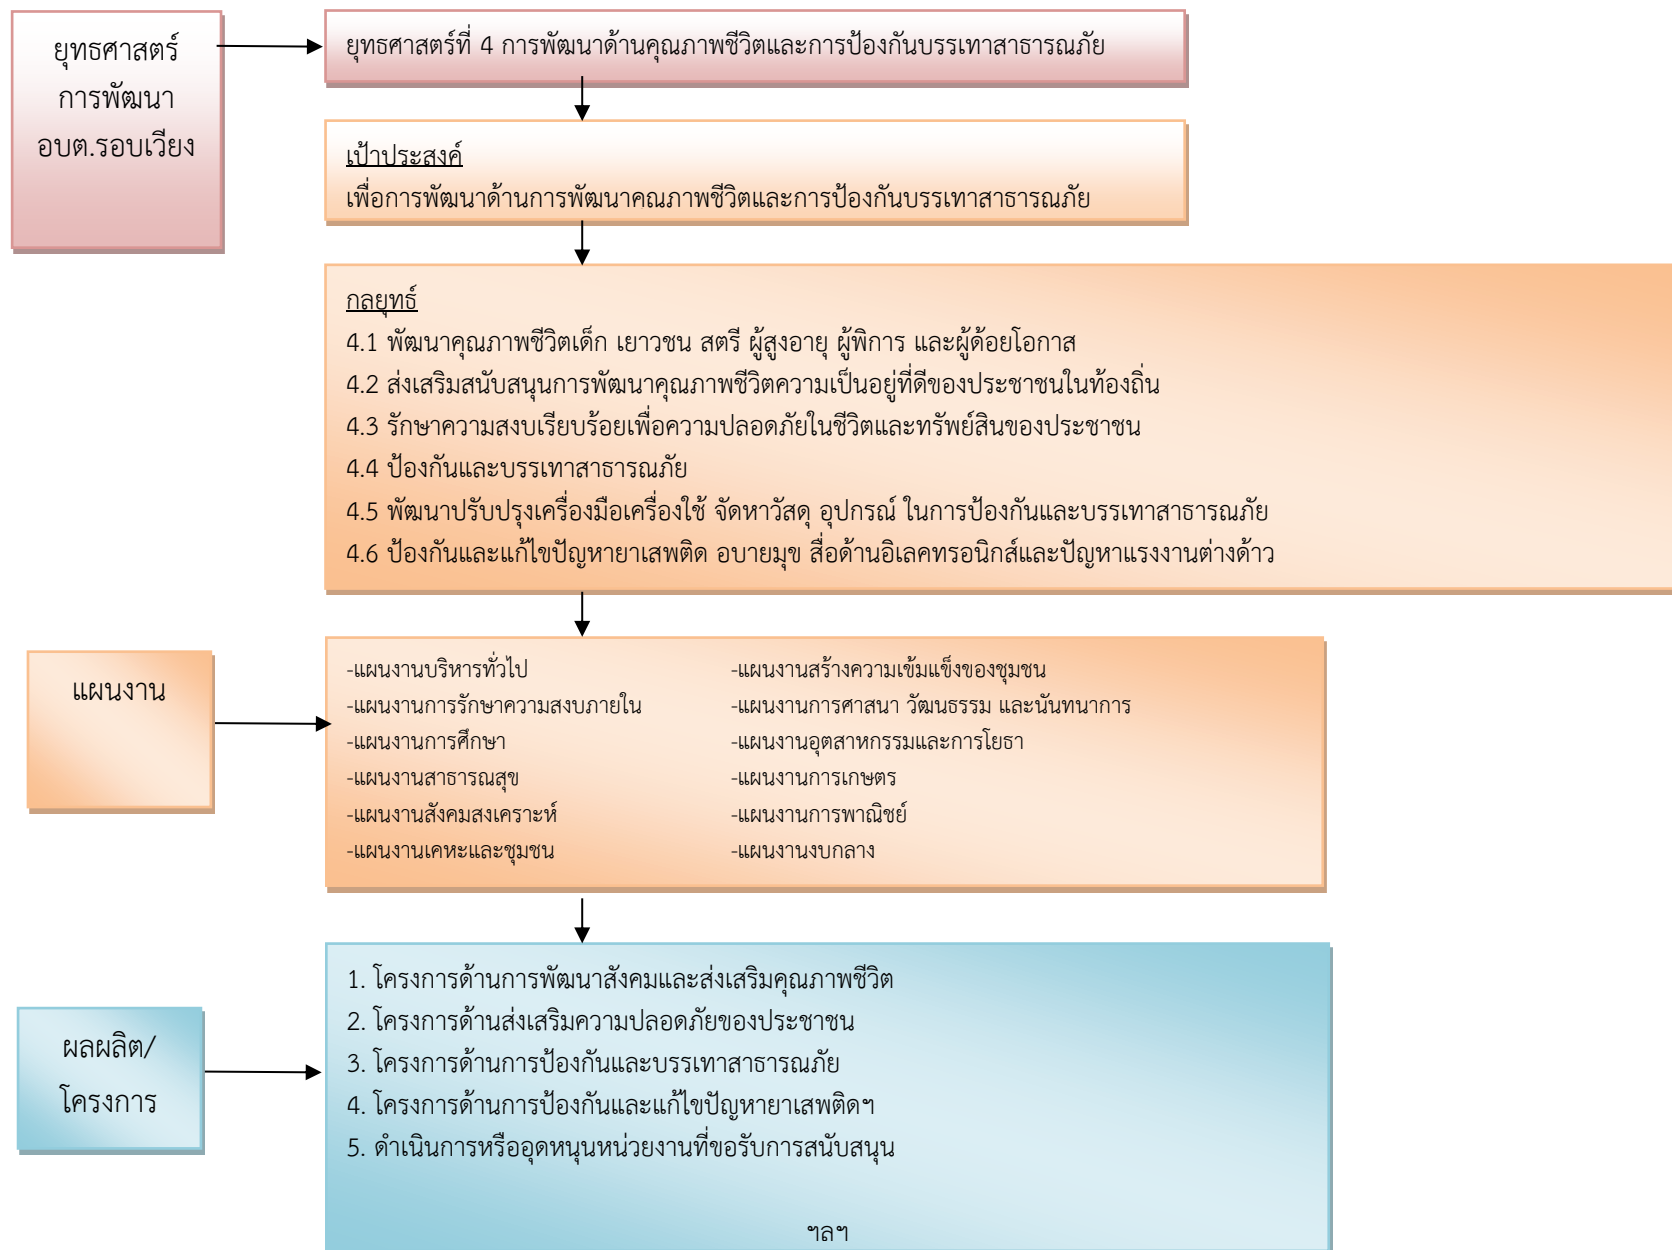 ยุทธศาสตร์
การพัฒนา
อบต.รอบเวียง
ยุทธศาสตร์ที่ 4 การพัฒนาด้านคุณภาพชีวิตและการป้องกันบรรเทาสาธารณภัย
เป้าประสงค์
เพื่อการพัฒนาด้านการพัฒนาคณภาพชีวิตและการป้องกันบรรเทาสาธารณภัย
กลยุทธ์
4.1 พัฒนาคุณภาพชีวิตเด็ก เยาวชน สตรี ผู้สูงอายุ ผู้พิการ และผู้ด้อยโอกาส
4.2 ส่งเสริมสนับสนุนการพัฒนาคุณภาพชีวิตความเป็นอยู่ที่ดีของประชาชนในท้องถิ่น
4.3 รักษาความสงบเรียบร้อยเพื่อความปลอดภัยในชีวิตและทรัพย์สินของประชาชน
4.4 ป้องกันและบรรเทาสาธารณภัย
4.5 พัฒนาปรับปรุงเครื่องมือเครื่องใช้ จัดหาวัสดุ อุปกรณ์ ในการป้องกันและบรรเทาสาธารณภัย
4.6 ป้องกันและแก้ไขปัญหายาเสพติด อบายมุข สื่อด้านอิเลคทรอนิกส์และปัญหาแรงงานต่างด้าว
แผนงาน
-แผนงานบริหารทั่วไป
-แผนงานการรักษาความสงบภายใน
-แผนงานการศึกษา
-แผนงานสาธารณสุข
-แผนงานสังคมสงเคราะห์
-แผนงานเคหะและชุมชน
-แผนงานสร้างความเข้มแข็งของชุมชน
-แผนงานการศาสนา วัฒนธรรม และนันทนาการ
-แผนงานอุตสาหกรรมและการโยธา
-แผนงานการเกษตร
-แผนงานการพาณิชย์
-แผนงานงบกลาง
ผลผลิต/
โครงการ
1. โครงการด้านการพัฒนาสังคมและส่งเสริมคุณภาพชีวิต
2. โครงการด้านส่งเสริมความปลอดภัยของประชาชน
3. โครงการด้านการป้องกันและบรรเทาสาธารณภัย
4. โครงการด้านการป้องกันและแก้ไขปัญหายาเสพติดฯ
5. ดำเนินการหรืออุดหนุนหน่วยงานที่ขอรับการสนับสนุน
ฯลฯ